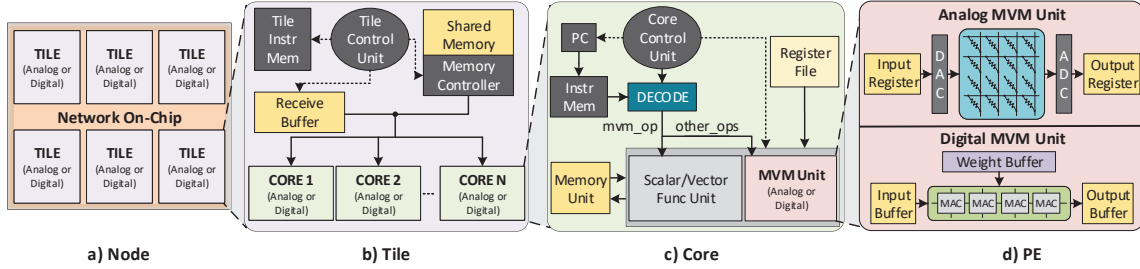 TILE
(Analog or
Digital)
TILE
(Analog or
Digital)
TILE
(Analog or
Digital)
Network On-Chip
TILE
(Analog or
Digital)
TILE
(Analog or
Digital)
TILE
(Analog or
Digital)
a) Node
Tile
Instr
Mem
Tile
Control
Unit
Shared
Memory
Memory
Controller
Receive
Buffer
CORE 1
(Analog or
Digital)
CORE 2
(Analog or
Digital)
CORE N
(Analog or
Digital)
b) Tile
PC
Core
Control
Unit
Register
File
Instr
Mem
DECODE
mvm_op
other_ops
Memory
Unit
Scalar/Vector
Func Unit
MVM Unit
(Analog or
Digital)
c) Core
Analog MVM Unit
Input
Register
DAC
ADC
Output
Register
Digital MVM Unit
Weight Buffer
Input
Buffer
MAC
MAC
MAC
MAC
Output
Buffer
d) PE